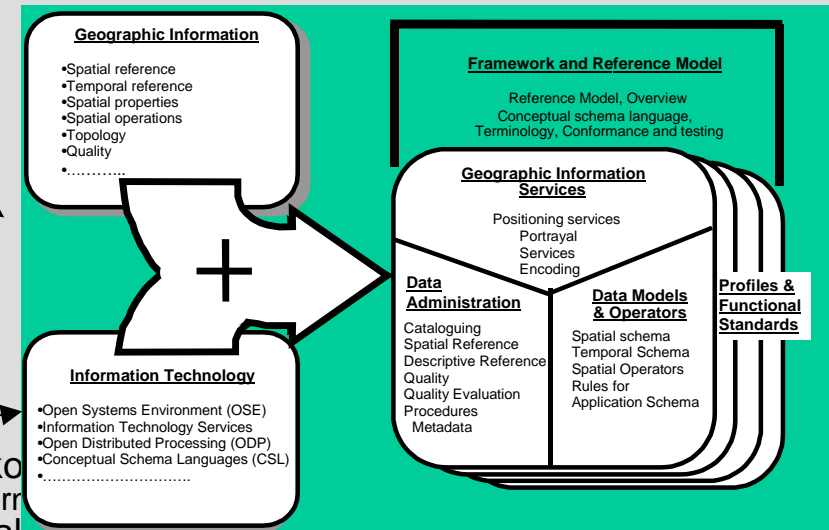 Geographic Information
•Spatial reference
•Temporal reference
•Spatial properties
•Spatial operations
•Topology
•Quality
•………..
+
Information Technology
•Open Systems Environment (OSE)
•Information Technology Services
•Open Distributed Processing (ODP)
•Conceptual Schema Languages (CSL)
•………………………….
Framework and Reference Model
Reference Model, Overview
Conceptual schema language,
Terminology, Conformance and testing
Geographic Information
Services
Positioning services
Portrayal
Services
Encoding
Data
Administration
Cataloguing
Spatial Reference
Descriptive Reference
Quality
Quality Evaluation
Procedures
Metadata
Data Models
& Operators
Spatial schema
Temporal Schema
Spatial Operators
Rules for
Application Schema
Profiles &
Functional
Standards